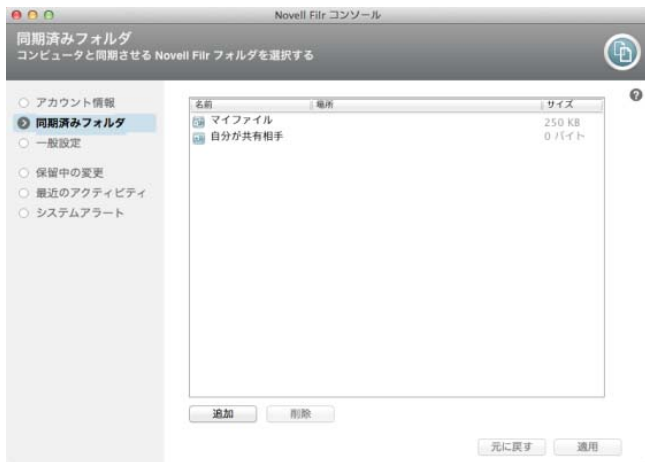 Novell Filr コンソール
同期済みフォルダ
コンピュータと同期させる Novell Filr フォルダを選択する
アカウント情報
同期済みフォルダ
一般設定
保留中の変更
最近のアクティビティ
システムアラート
名前 場所 サイズ
マイファイル 250 KB
自分が共有相手 0 バイト
追加 削除
元に戻す 適用